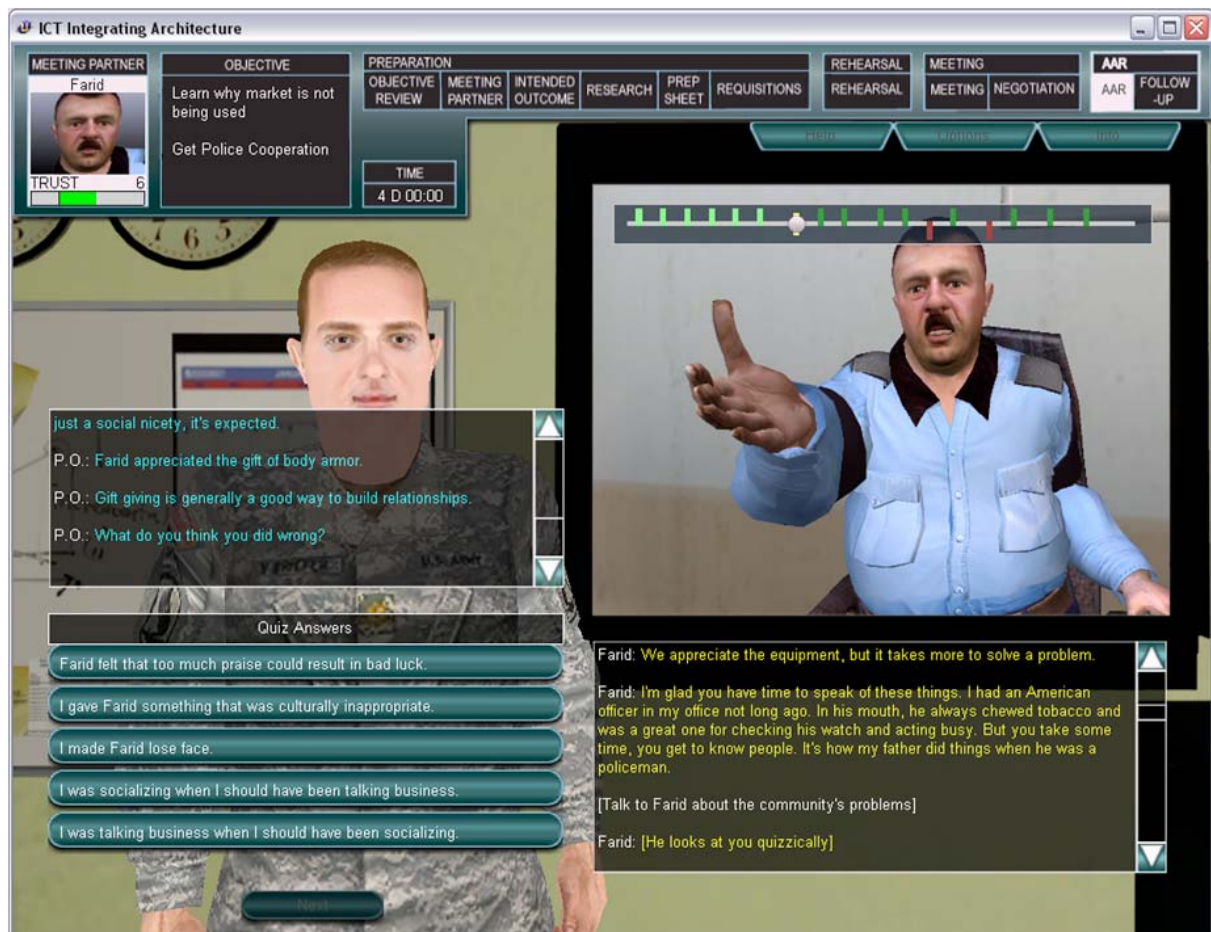 ICT Integrating Architecture
MEETING PARTNER
Farid
TRUST 6
OBJECTIVE
Learn why market is not
being used
Get Police Cooperation
PREPARATION
OBJECTIVE REVIEW
MEETING PARTNER
INTENDED OUTCOME
RESEARCH
PREP SHEET
REQUISITIONS
TIME
4 D 00:00
REHEARSAL
REHEARSAL
MEETING
MEETING
NEGOTIATION
AAR
AAR
FOLLOW
-UP
Help
Options
Info
6 5
just a social nicety, it's expected.
P.O.: Farid appreciated the gift of body armor.
P.O.: Gift giving is generally a good way to build relationships.
P.O.: What do you think you did wrong?
U.S. ARMY
Quiz Answers
Farid felt that too much praise could result in bad luck.
I gave Farid something that was culturally inappropriate.
I made Farid lose face.
I was socializing when I should have been talking business.
I was talking business when I should have been socializing.
Next
Farid: We appreciate the equipment, but it takes more to solve a problem.
Farid: I'm glad you have time to speak of these things. I had an American
officer in my office not long ago. In his mouth, he always chewed tobacco and
was a great one for checking his watch and acting busy. But you take some
time, you get to know people. It's how my father did things when he was a
policeman.
[Talk to Farid about the community's problems]
Farid: [He looks at you quizzically]